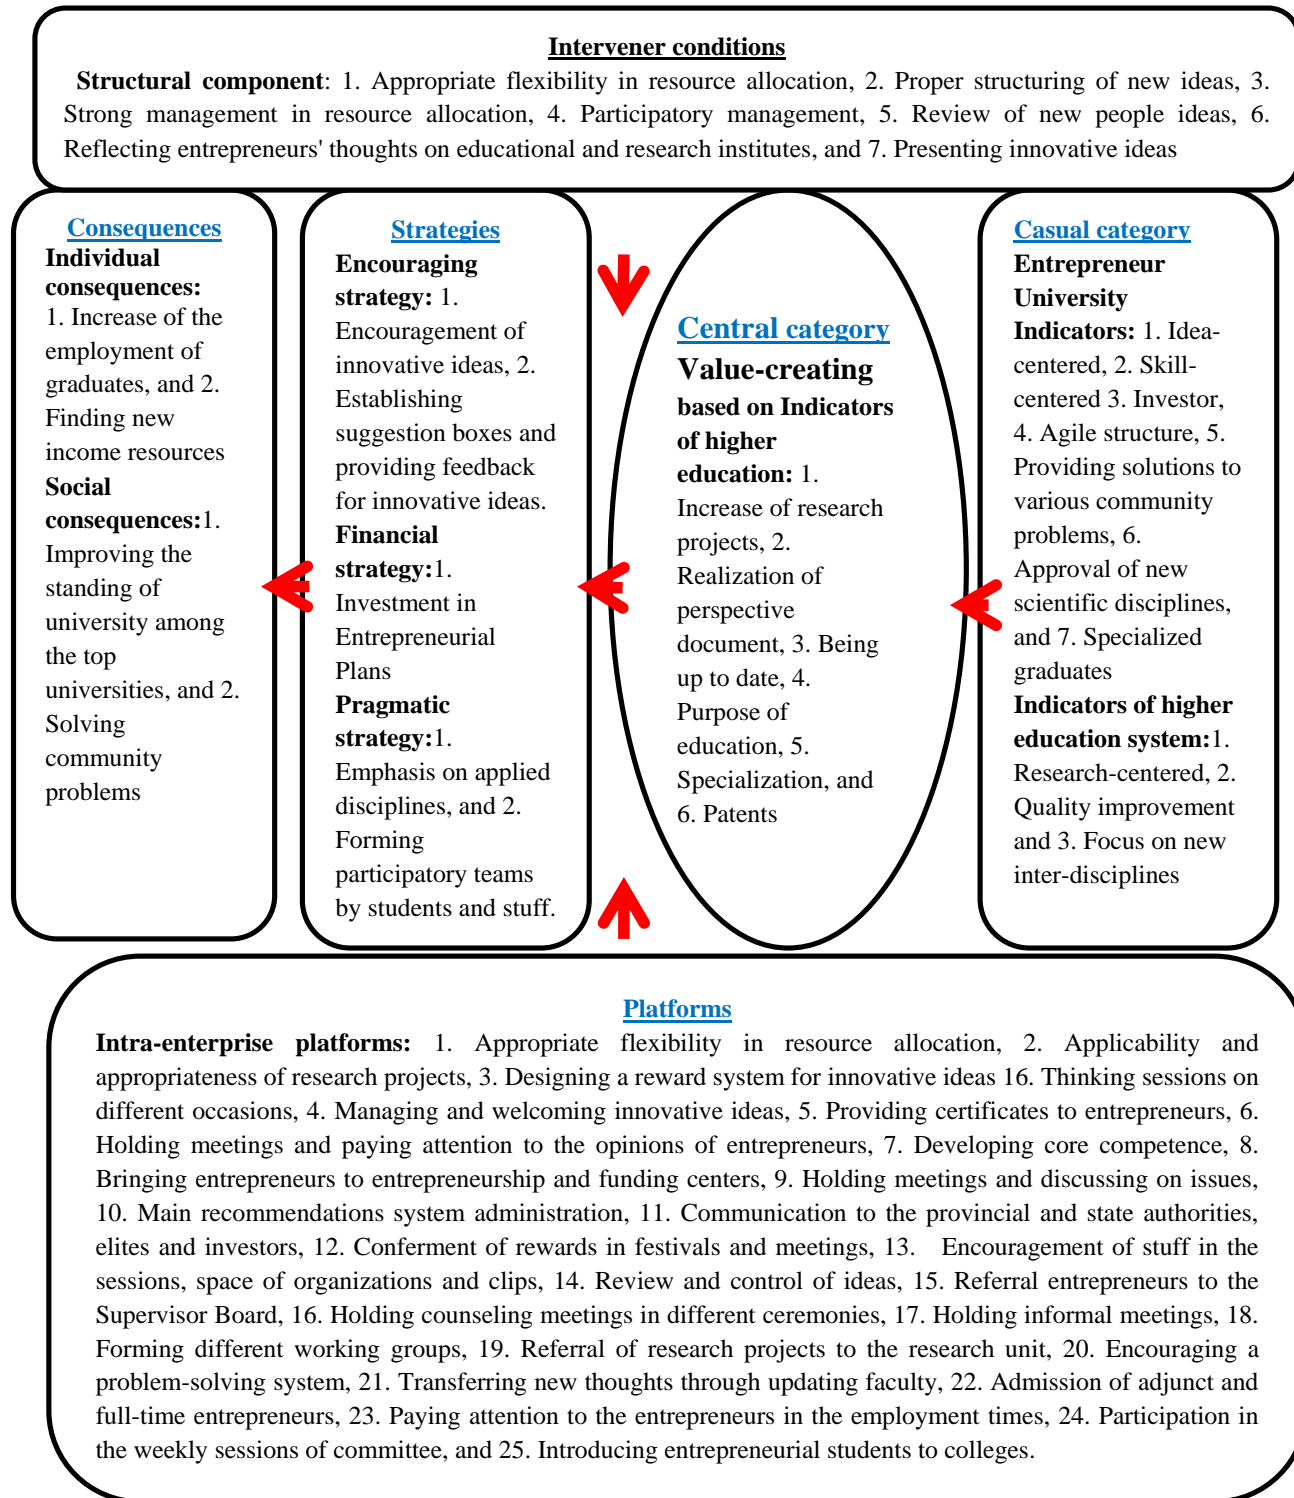 Intervener conditions
Structural component: 1. Appropriate flexibility in resource allocation, 2. Proper structuring of new ideas, 3.
Strong management in resource allocation, 4. Participatory management, 5. Review of new people ideas, 6.
Reflecting entrepreneurs' thoughts on educational and research institutes, and 7. Presenting innovative ideas
Consequences
Individual
consequences:
1. Increase of the
employment of
graduates, and 2.
Finding new
income resources
Social
consequences:1.
Improving the
standing of
university among
the top
universities, and 2.
Solving
community
problems
Strategies
Encouraging
strategy: 1.
Encouragement of
innovative ideas, 2.
Establishing
suggestion boxes and
providing feedback
for innovative ideas.
Financial
strategy:1.
Investment in
Entrepreneurial
Plans
Pragmatic
strategy:1.
Emphasis on applied
disciplines, and 2.
Forming
participatory teams
by students and stuff.
Central category
Value-creating
based on Indicators
of higher
education: 1.
Increase of research
projects, 2.
Realization of
perspective
document, 3. Being
up to date, 4.
Purpose of
education, 5.
Specialization, and
6. Patents
Casual category
Entrepreneur
University
Indicators: 1. Idea-
centered, 2. Skill-
centered 3. Investor,
4. Agile structure, 5.
Providing solutions to
various community
problems, 6.
Approval of new
scientific disciplines,
and 7. Specialized
graduates
Indicators of higher
education system:1.
Research-centered, 2.
Quality improvement
and 3. Focus on new
inter-disciplines
Platforms
Intra-enterprise platforms: 1. Appropriate flexibility in resource allocation, 2. Applicability and
appropriateness of research projects, 3. Designing a reward system for innovative ideas 16. Thinking sessions on
different occasions, 4. Managing and welcoming innovative ideas, 5. Providing certificates to entrepreneurs, 6.
Holding meetings and paying attention to the opinions of entrepreneurs, 7. Developing core competence, 8.
Bringing entrepreneurs to entrepreneurship and funding centers, 9. Holding meetings and discussing on issues,
10. Main recommendations system administration, 11. Communication to the provincial and state authorities,
elites and investors, 12. Conferment of rewards in festivals and meetings, 13. Encouragement of stuff in the
sessions, space of organizations and clips, 14. Review and control of ideas, 15. Referral entrepreneurs to the
Supervisor Board, 16. Holding counseling meetings in different ceremonies, 17. Holding informal meetings, 18.
Forming different working groups, 19. Referral of research projects to the research unit, 20. Encouraging a
problem-solving system, 21. Transferring new thoughts through updating faculty, 22. Admission of adjunct and
full-time entrepreneurs, 23. Paying attention to the entrepreneurs in the employment times, 24. Participation in
the weekly sessions of committee, and 25. Introducing entrepreneurial students to colleges.